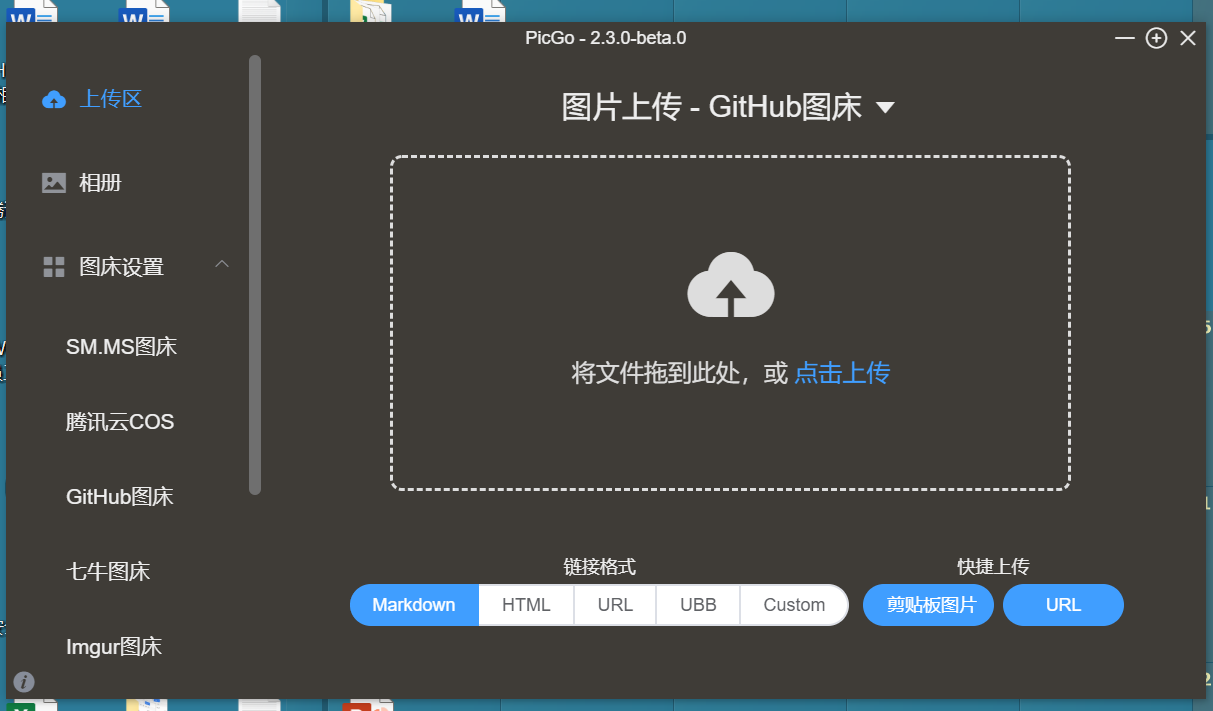 PicGo - 2.3.0-beta.0
上传区
相册
图床设置
SM.MS图床
腾讯云COS
GitHub图床
七牛图床
Imgur图床
图片上传 - GitHub图床
将文件拖到此处，或 点击上传
链接格式
Markdown HTML URL UBB Custom
快捷上传
剪贴板图片 URL